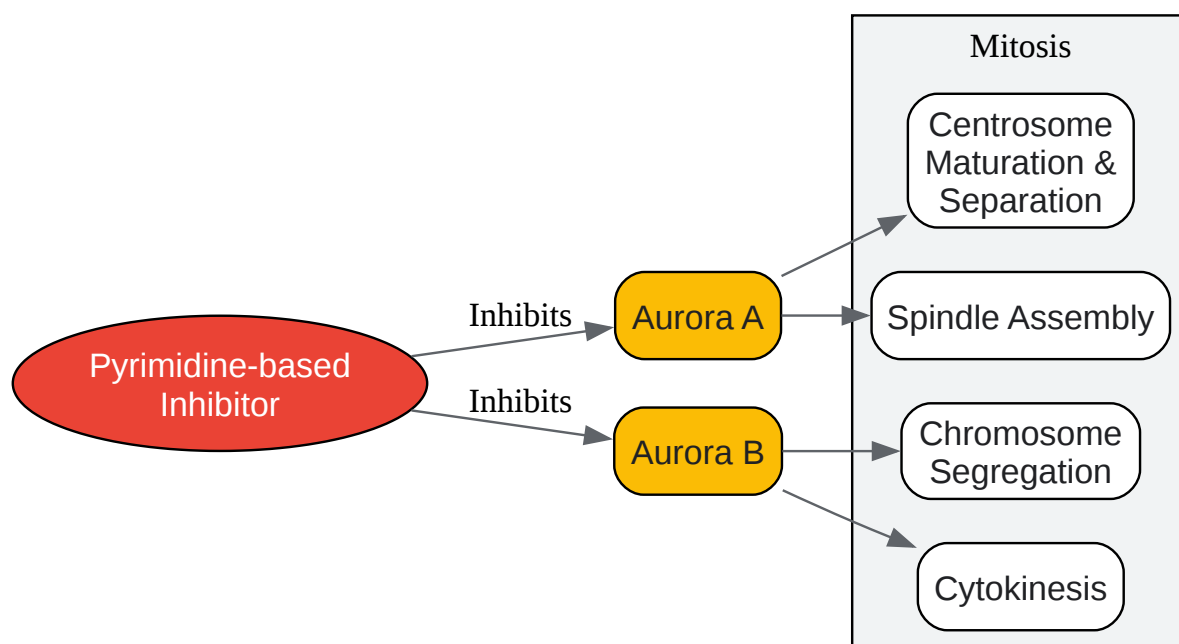 Mitosis
Centrosome
Maturation &
Separation
Inhibits
Aurora A
Spindle Assembly
Pyrimidine-based
Inhibitor
Inhibits
Aurora B
Chromosome
Segregation
Cytokinesis